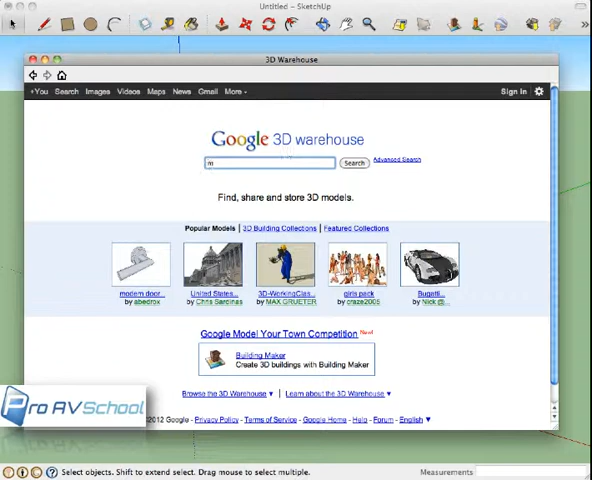 Untitled - SketchUp
3D Warehouse
+You Search Images Videos Maps News Gmail More Sign in
Google 3D warehouse
m
Search
Advanced Search
Find, share and store 3D models.
Popular Models | 3D Building Collections | Featured Collections
modern door... United States... 3D-WorkingClas... girls pack Bugatti...
by abedrox by Chris Sardinas by MAX GRUETER by craze2005 by Nick @...
Google Model Your Town Competition New!
Building Maker
Create 3D buildings with Building Maker
Browse the 3D Warehouse | Learn about the 3D Warehouse
Pro AVSchool
©2012 Google - Privacy Policy - Terms of Service - Google Home - Help - Forum - English
Select objects. Shift to extend select. Drag mouse to select multiple. Measurements